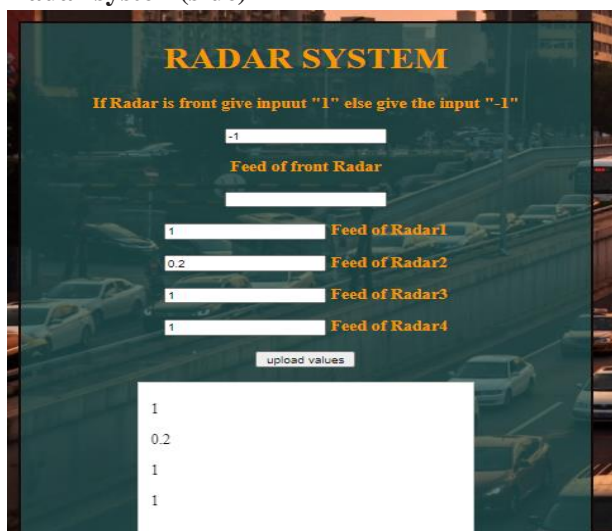 RADAR SYSTEM
If Radar is front give inpuut "1" else give the input "-1"
-1
Feed of front Radar
1 Feed of Radar1
0.2 Feed of Radar2
1 Feed of Radar3
1 Feed of Radar4
upload values
1
0.2
1
1